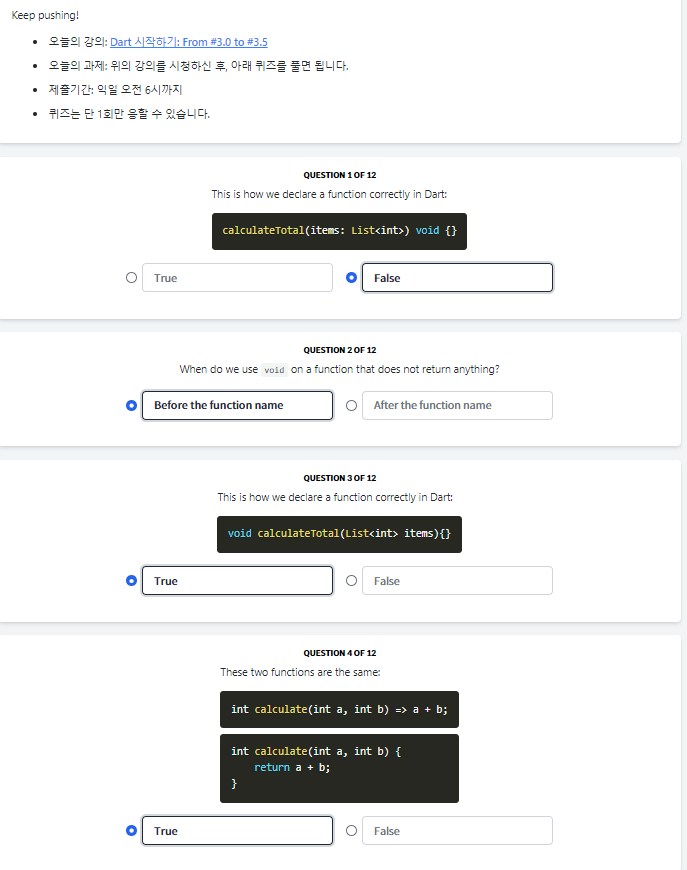 Keep pushing!
오늘의 강의: Dart 시작하기: From #3.0 to #3.5
오늘의 과제: 위의 강의를 시청하신 후, 아래 퀴즈를 풀면 됩니다.
제출기간: 익일 오전 6시까지
퀴즈는 단 1회만 응할 수 있습니다.
QUESTION 1 OF 12
This is how we declare a function correctly in Dart:
calculateTotal(items: List<int>) void {}
True
False
QUESTION 2 OF 12
When do we use void on a function that does not return anything?
Before the function name
After the function name
QUESTION 3 OF 12
This is how we declare a function correctly in Dart:
void calculateTotal(List<int> items){}
True
False
QUESTION 4 OF 12
These two functions are the same:
int calculate(int a, int b) => a + b;
int calculate(int a, int b) {
return a + b;
}
True
False